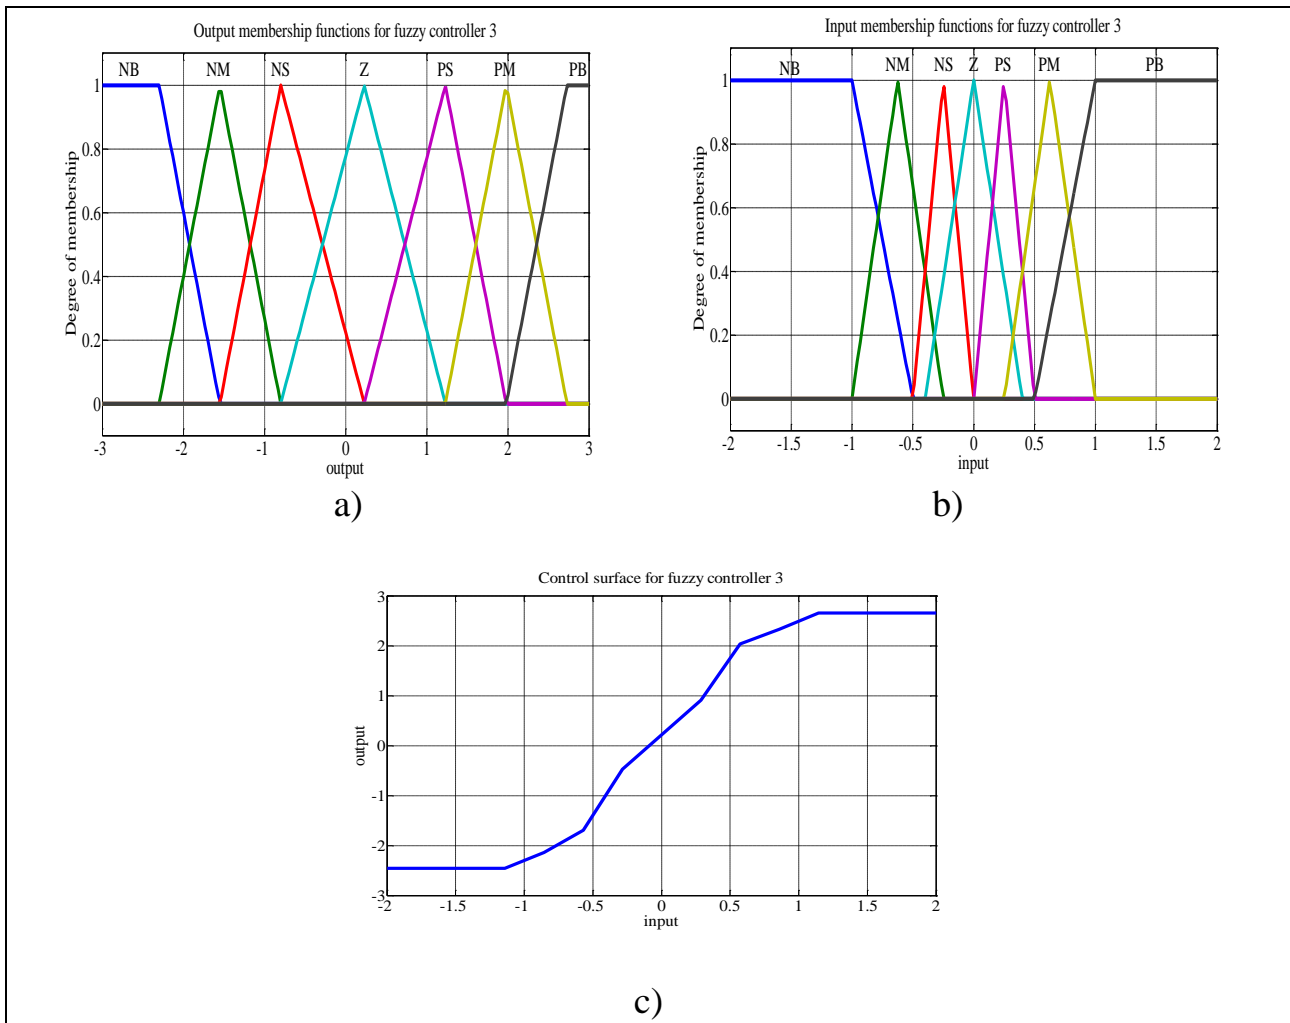 Output membership functions for fuzzy controller 3
NB NM NS Z PS PM PB
1
0.8
0.6
0.4
0.2
0
Degree of membership
-3 -2 -1 0 1 2 3
output
a)
Input membership functions for fuzzy controller 3
NB NM NS Z PS PM PB
1
0.8
0.6
0.4
0.2
0
Degree of membership
-2 -1.5 -1 -0.5 0 0.5 1 1.5 2
input
b)
Control surface for fuzzy controller 3
3
2
1
0
-1
-2
-3
output
-2 -1.5 -1 -0.5 0 0.5 1 1.5 2
input
c)